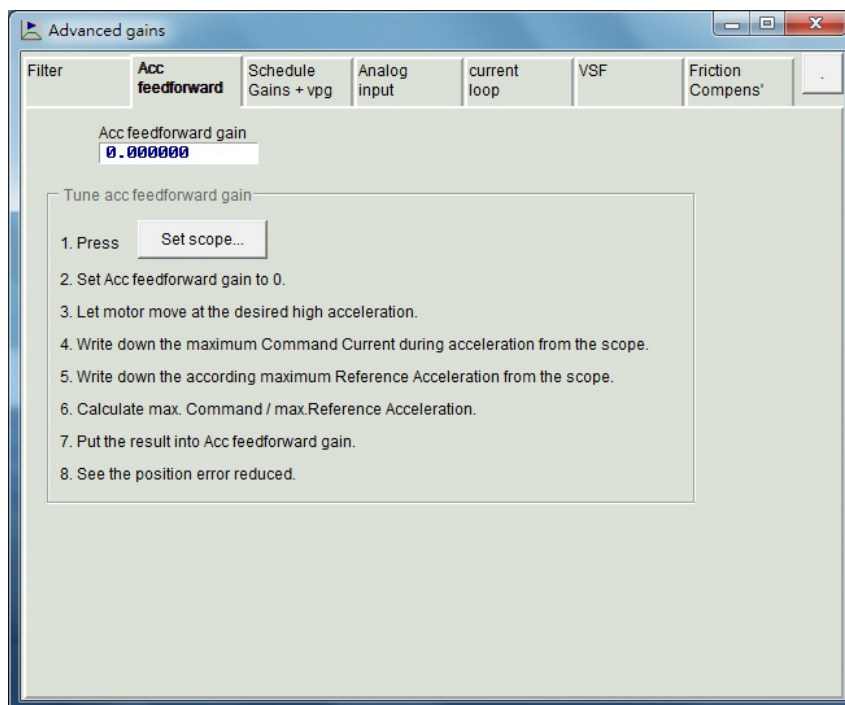 Advanced gains
Filter
Acc
feedforward
Schedule
Gains + vpg
Analog
input
current
loop
VSF
Friction
Compens'
.
Acc feedforward gain
0.000000
Tune acc feedforward gain
1. Press Set scope...
2. Set Acc feedforward gain to 0.
3. Let motor move at the desired high acceleration.
4. Write down the maximum Command Current during acceleration from the scope.
5. Write down the according maximum Reference Acceleration from the scope.
6. Calculate max. Command / max.Reference Acceleration.
7. Put the result into Acc feedforward gain.
8. See the position error reduced.